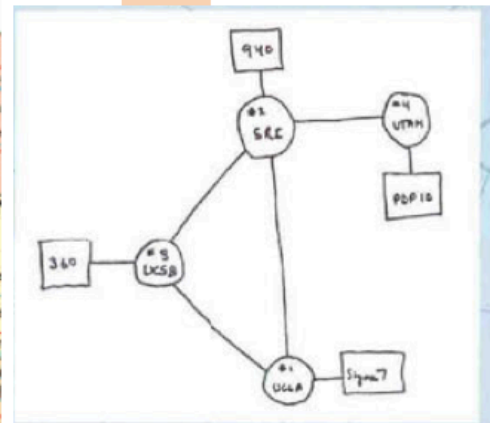 940
#2
SRI
#4
UTAH
PDP10
360
#3
UCSB
#1
UCLA
Sigma7